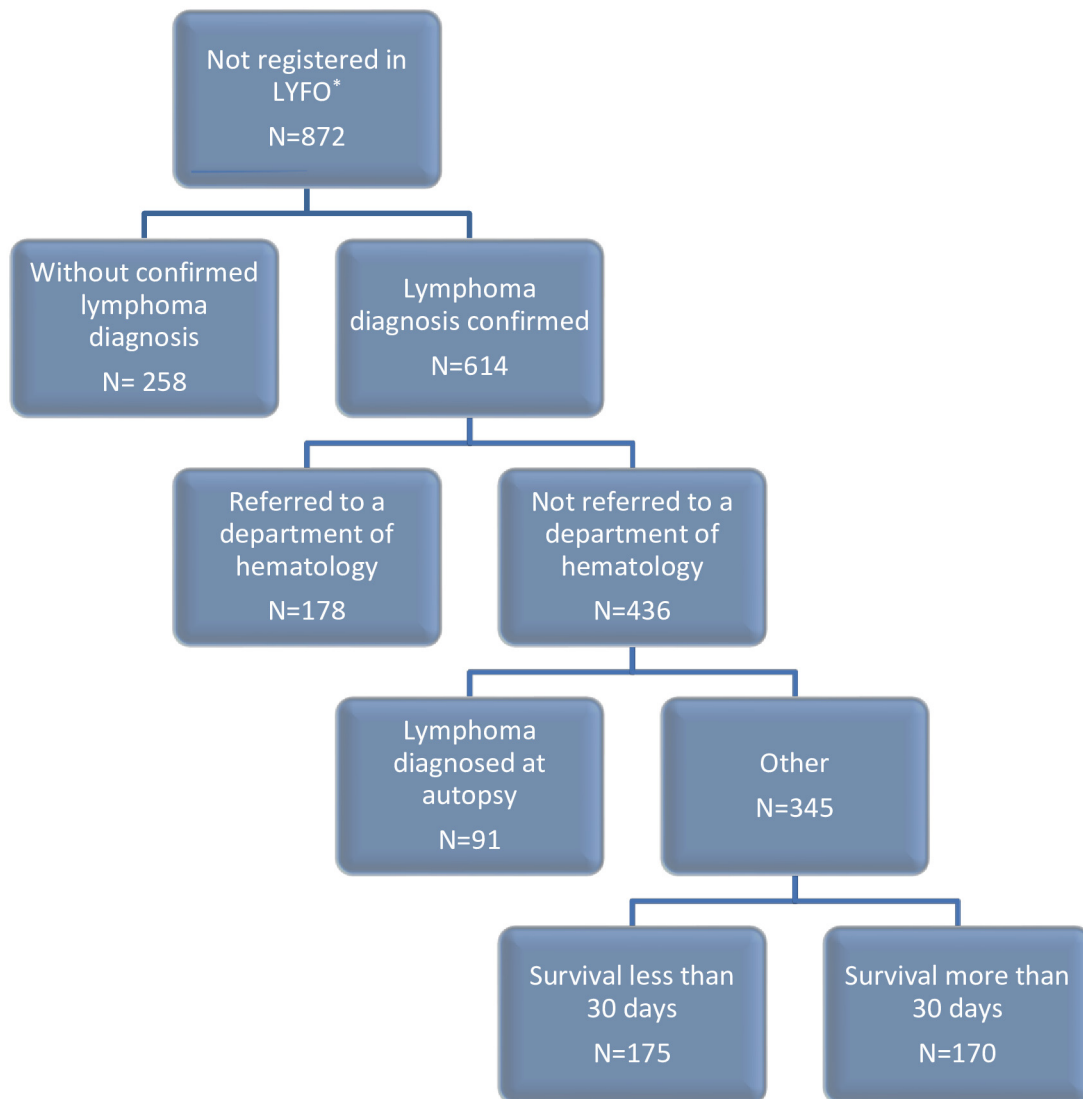 Not registered in
LYFO*
N=872
Without confirmed
lymphoma
diagnosis
N= 258
Lymphoma
diagnosis confirmed
N=614
Referred to a
department of
hematology
N=178
Not referred to a
department of
hematology
N=436
Lymphoma
diagnosed at
autopsy
N=91
Other
N=345
Survival less than
30 days
N=175
Survival more than
30 days
N=170